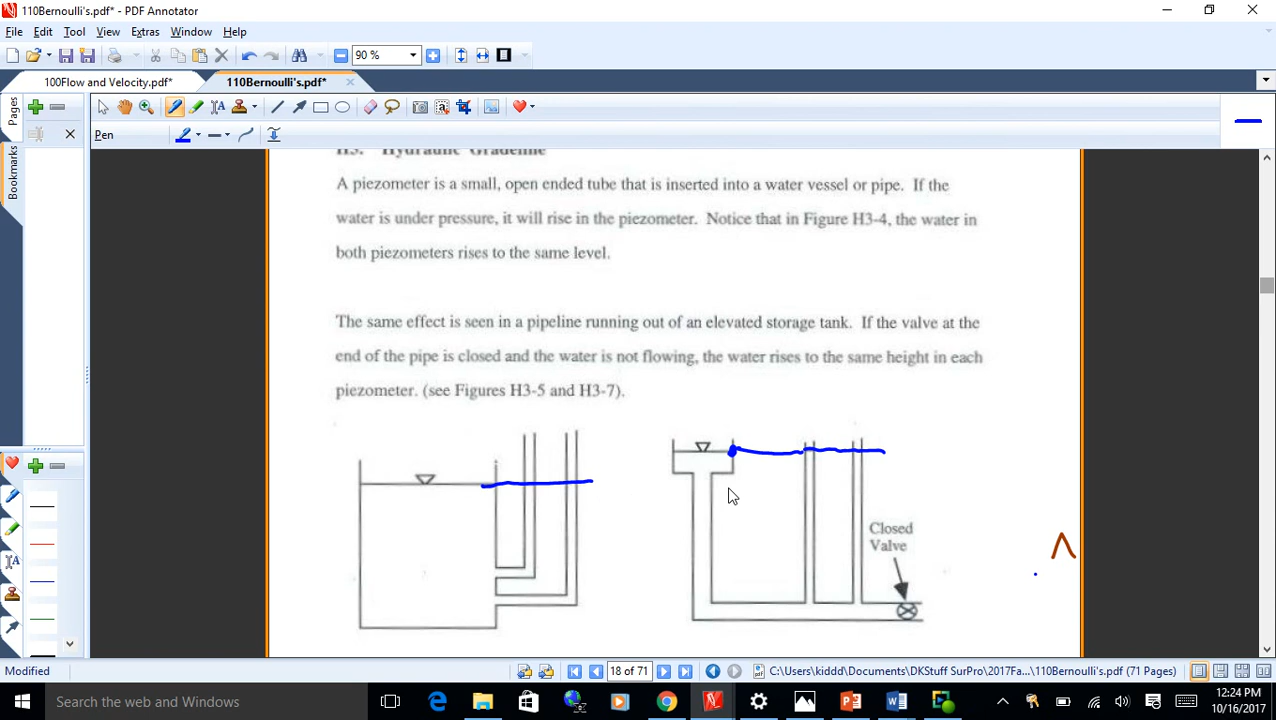 110Bernoulli's.pdf* - PDF Annotator
File Edit Tool View Extras Window Help
90 %
100Flow and Velocity.pdf* 110Bernoulli's.pdf*
Pen
Pages
Bookmarks
H3. Hydraulic Gradeline
A piezometer is a small, open ended tube that is inserted into a water vessel or pipe. If the
water is under pressure, it will rise in the piezometer. Notice that in Figure H3-4, the water in
both piezometers rises to the same level.
The same effect is seen in a pipeline running out of an elevated storage tank. If the valve at the
end of the pipe is closed and the water is not flowing, the water rises to the same height in each
piezometer. (see Figures H3-5 and H3-7).
Closed
Valve
Modified
18 of 71
C:\Users\kiddd\Documents\DKStuff SurPro\2017Fa...\110Bernoulli's.pdf (71 Pages)
Search the web and Windows
12:24 PM
10/16/2017